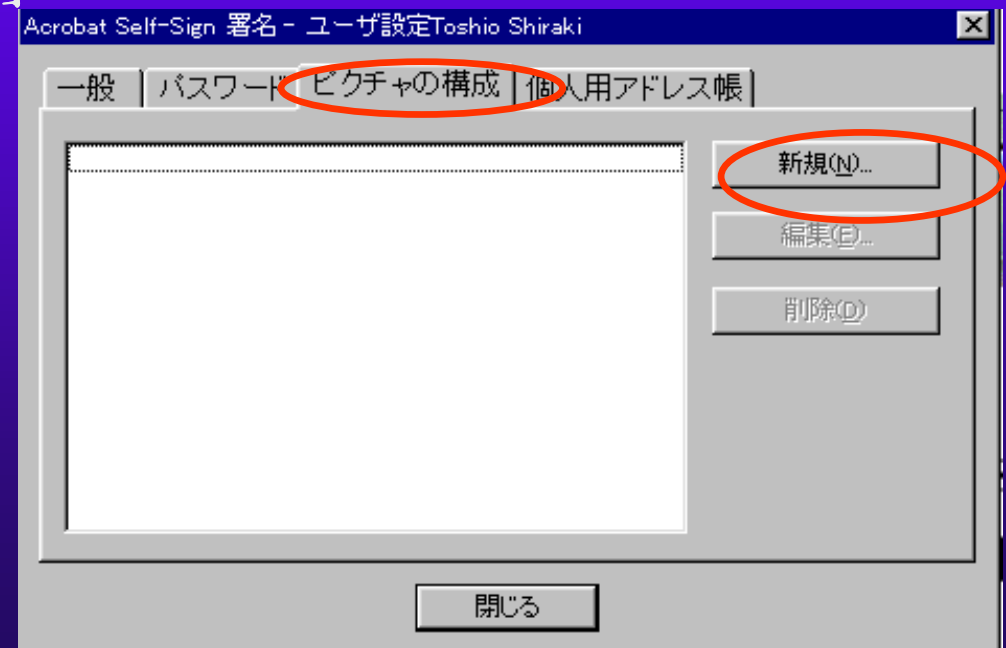 Acrobat Self-Sign 署名 - ユーザ設定Toshio Shiraki
一般 パスワード ピクチャの構成 個人用アドレス帳
新規(N)...
編集(E)...
削除(D)
閉じる